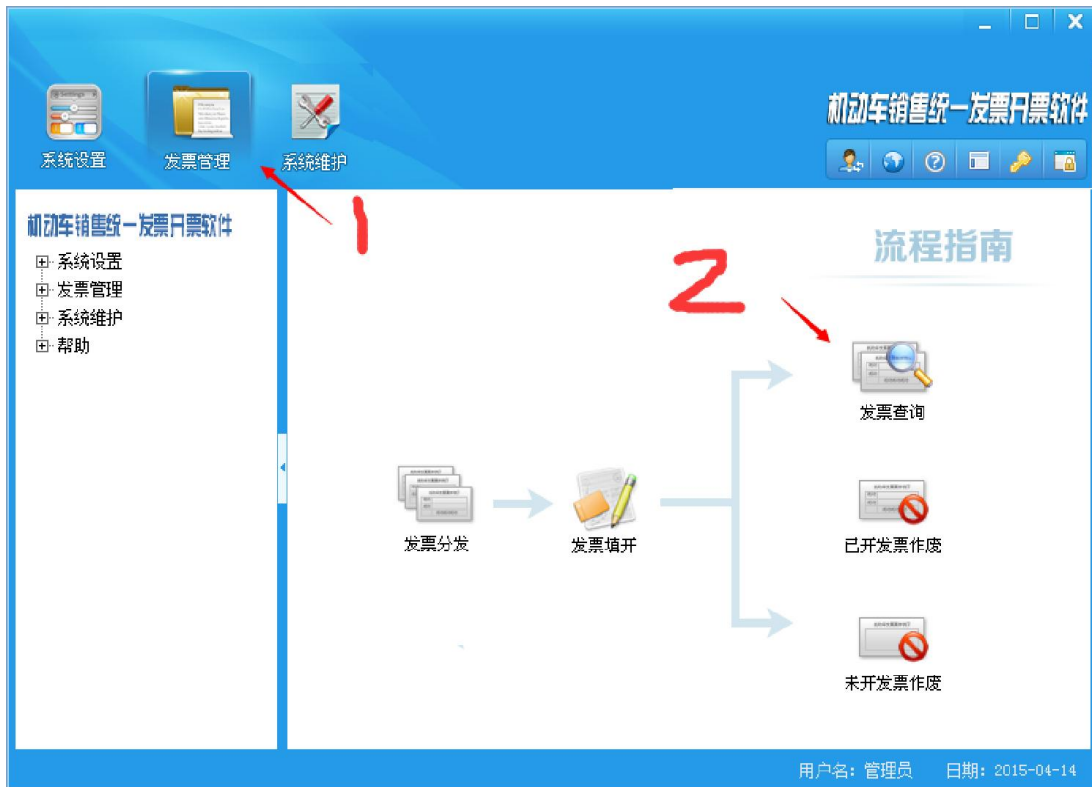 系统设置
发票管理
系统维护
机动车销售统一发票开票软件
1
机动车销售统一发票开票软件
系统设置
发票管理
系统维护
帮助
流程指南
2
发票查询
发票分发
发票填开
已开发票作废
未开发票作废
用户名：管理员 日期：2015-04-14